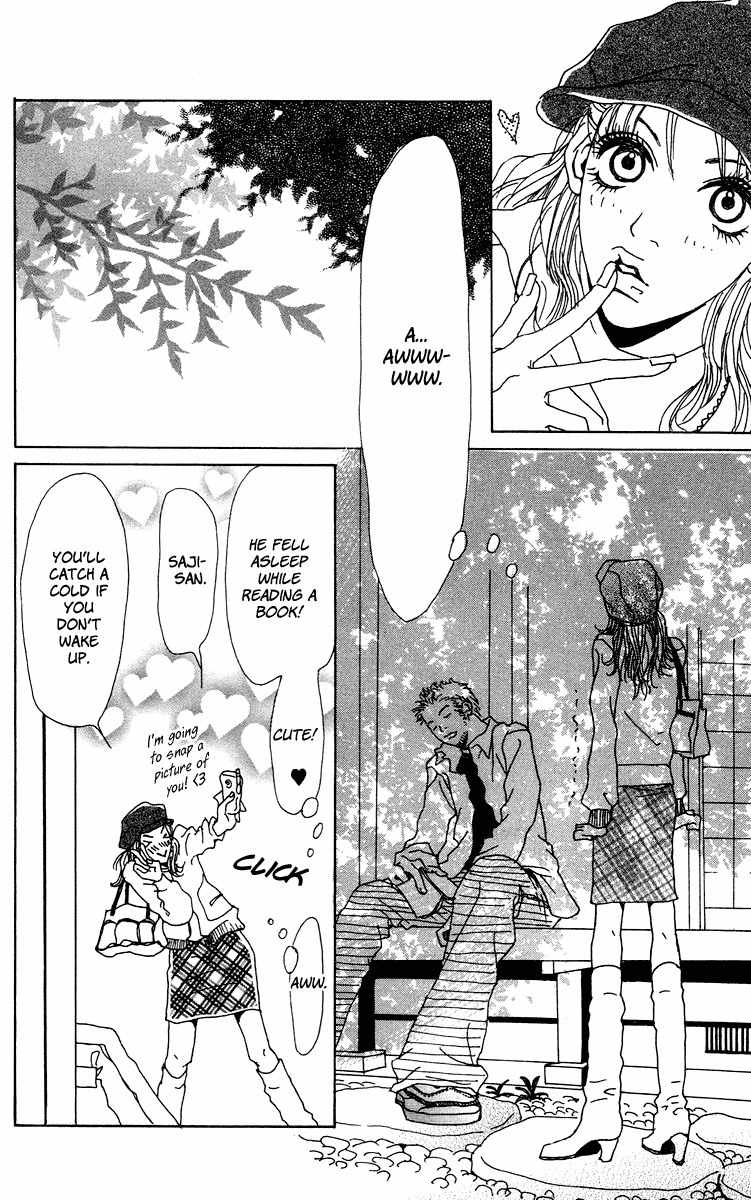 A...
AWWW-
WWW.
HE FELL
ASLEEP
WHILE
READING A
BOOK!
CUTE!
♥
SAJI-
SAN.
YOU'LL
CATCH A
COLD IF
YOU
DON'T
WAKE
UP.
I'm going
to snap a
picture of
you! <3
CLICK
AWW.